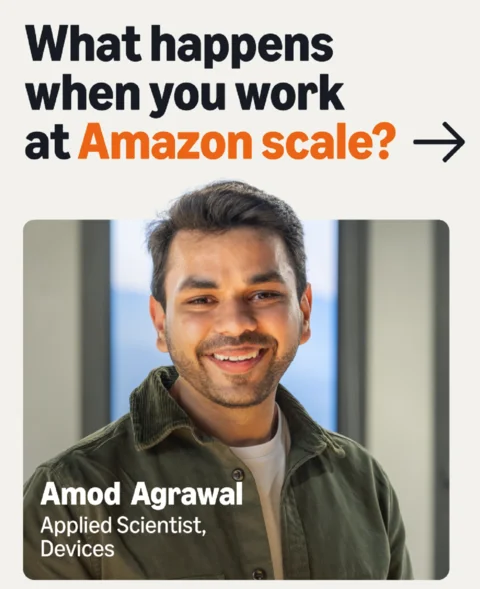 What happens
when you work
at Amazon scale?
Amod Agrawal
Applied Scientist,
Devices